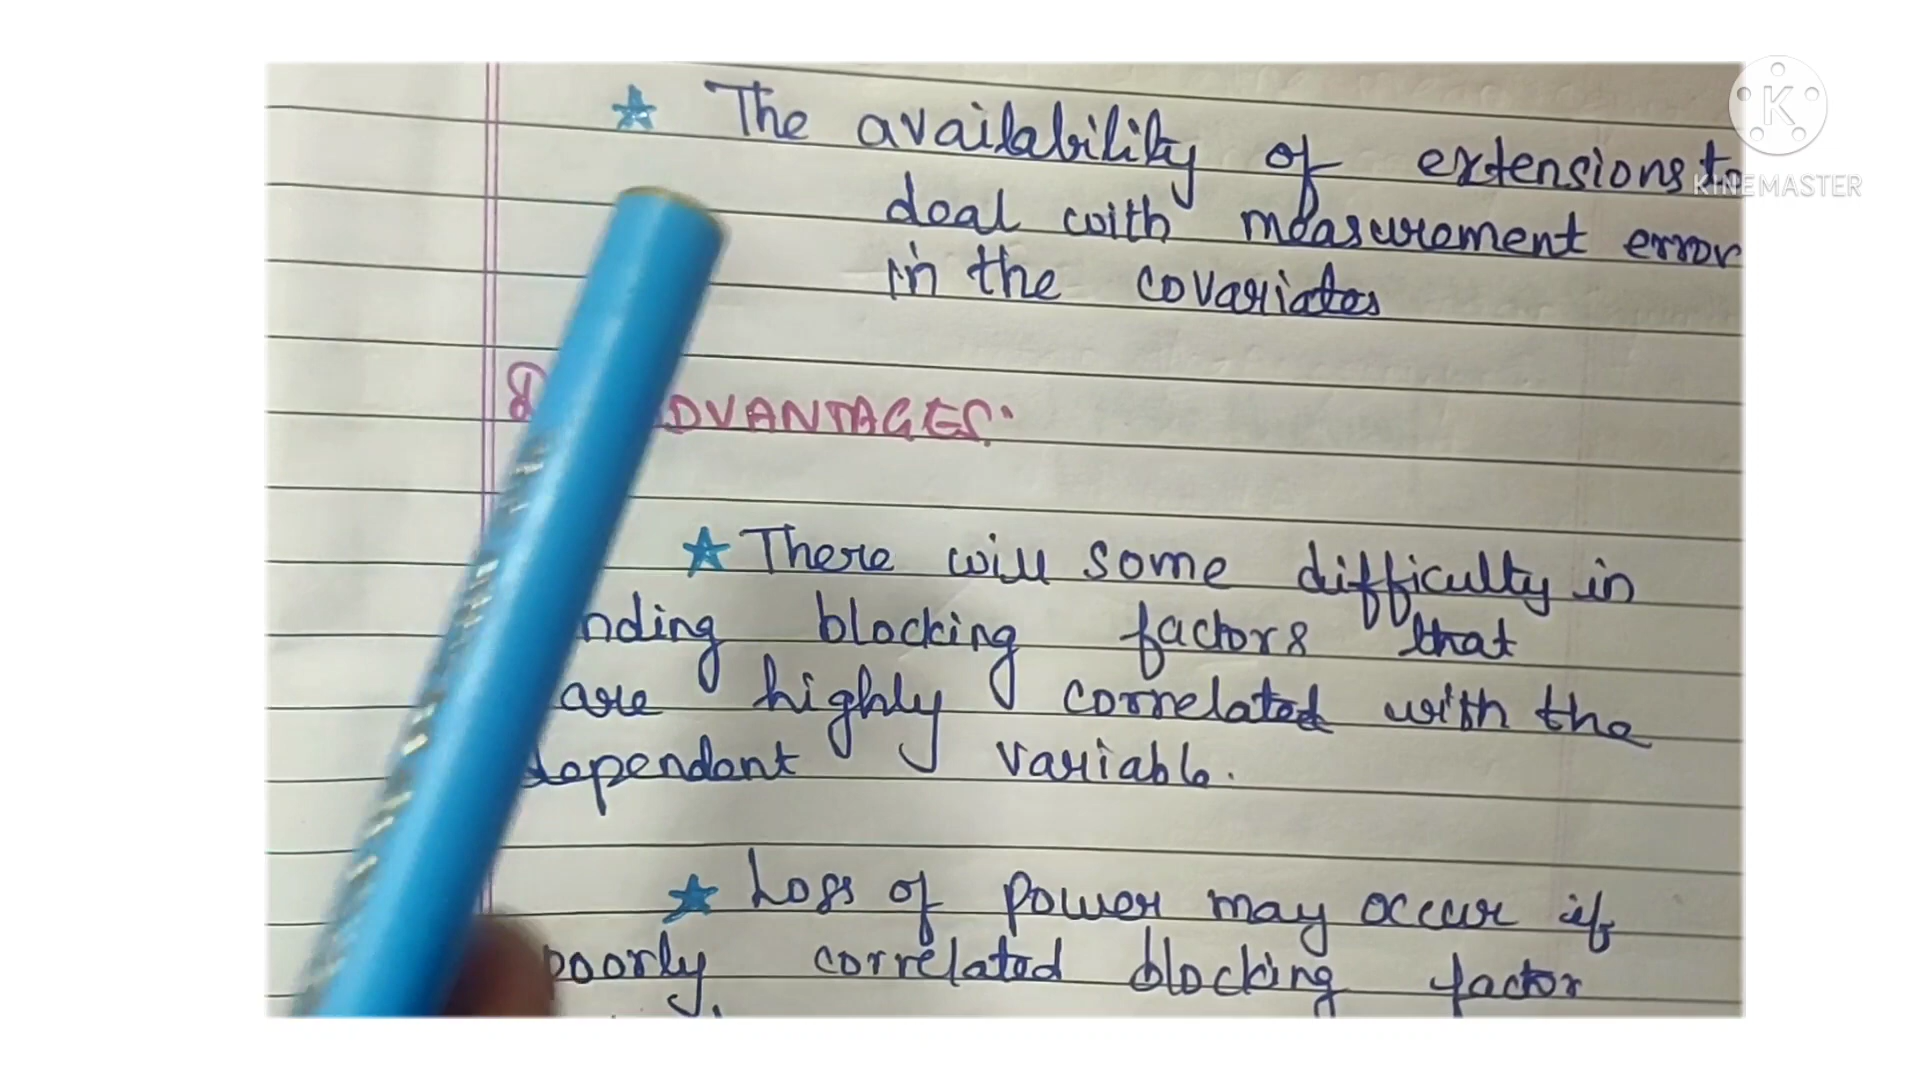 ★ The availability of extensions to
deal with measurement error
in the covariates
DVANTAGES:
★ There will some difficulty in
nding blocking factors that
are highly correlated with the
dependent variable.
★ Loss of power may occur if
poorly correlated blocking factor
KINEMASTER